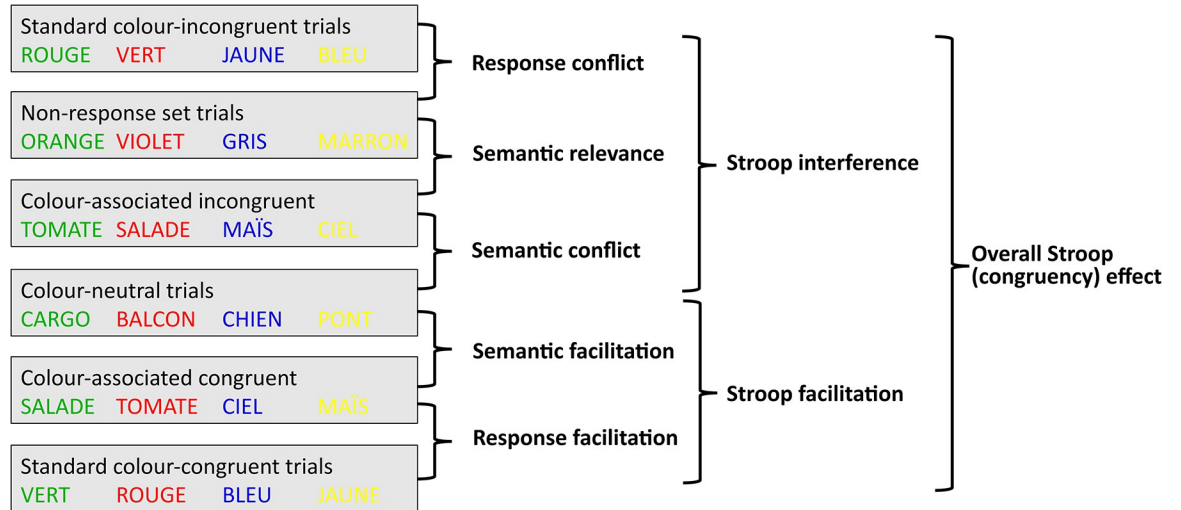 Standard colour-incongruent trials
ROUGE VERT JAUNE BLEU
Response conflict
Non-response set trials
ORANGE VIOLET GRIS MARRON
Semantic relevance
Stroop interference
Colour-associated incongruent
TOMATE SALADE MAÏS CIEL
Semantic conflict
Overall Stroop
(congruency) effect
Colour-neutral trials
CARGO BALCON CHIEN PONT
Semantic facilitation
Colour-associated congruent
SALADE TOMATE CIEL MAÏS
Stroop facilitation
Response facilitation
Standard colour-congruent trials
VERT ROUGE BLEU JAUNE